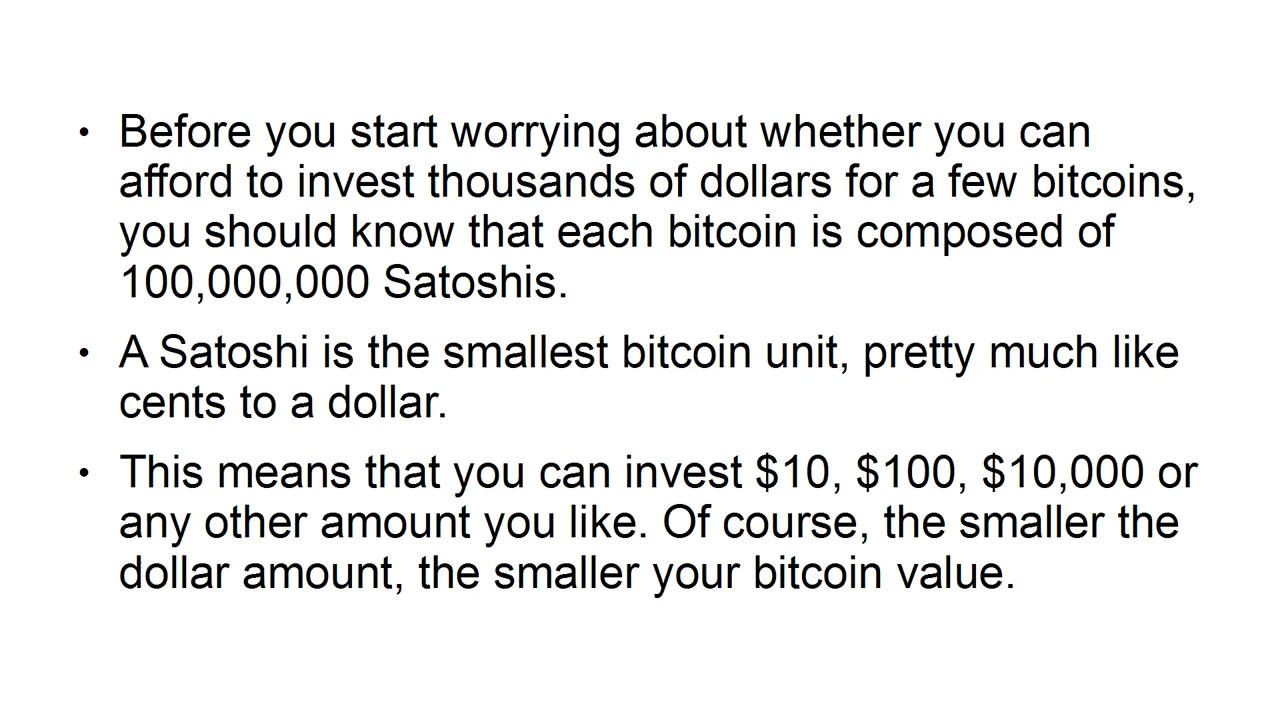 • Before you start worrying about whether you can
afford to invest thousands of dollars for a few bitcoins,
you should know that each bitcoin is composed of
100,000,000 Satoshis.
• A Satoshi is the smallest bitcoin unit, pretty much like
cents to a dollar.
• This means that you can invest $10, $100, $10,000 or
any other amount you like. Of course, the smaller the
dollar amount, the smaller your bitcoin value.